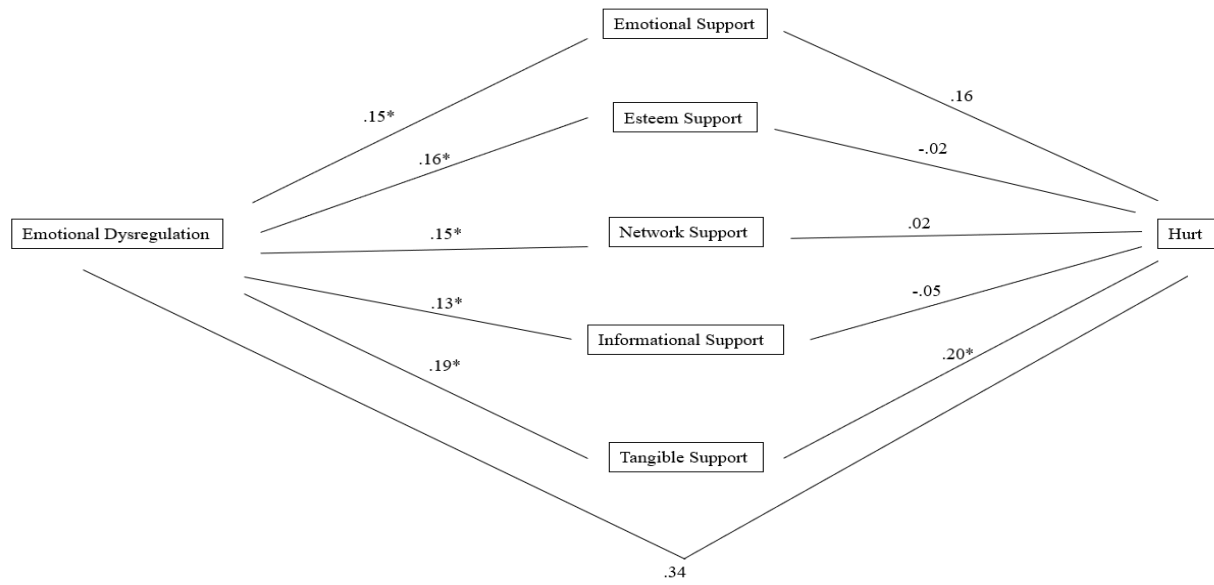 Emotional Support
.15*
.16
Esteem Support
.16*
-.02
Emotional Dysregulation
.15*
Network Support
.02
Hurt
.13*
Informational Support
-.05
.19*
.20*
Tangible Support
.34